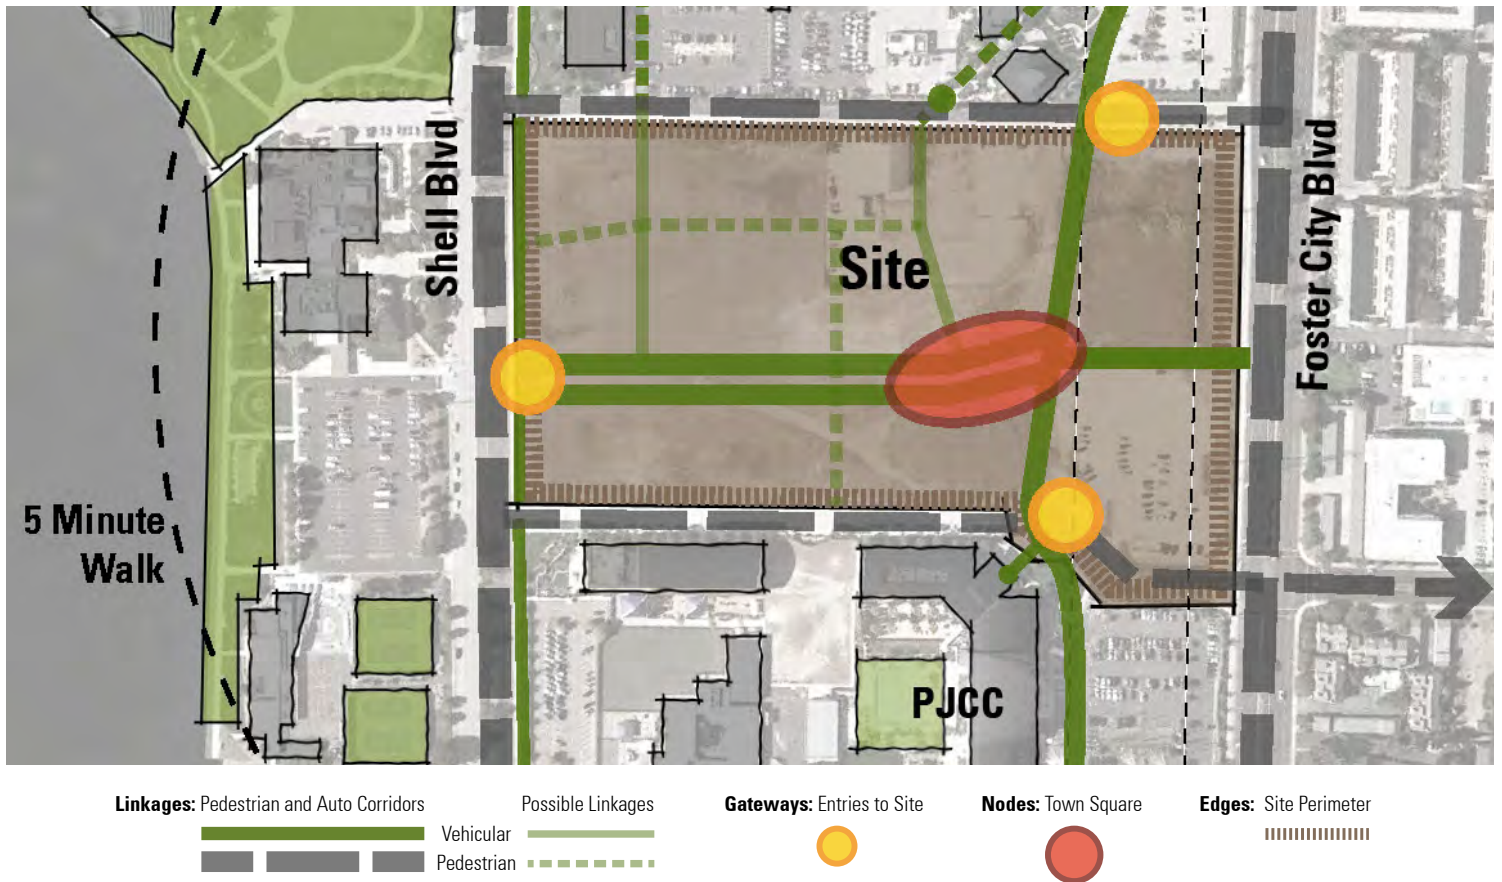 Shell Blvd
Foster City Blvd
Site
5 Minute
Walk
PJCC
Linkages: Pedestrian and Auto Corridors
Possible Linkages
Gateways: Entries to Site
Nodes: Town Square
Edges: Site Perimeter
Vehicular
Pedestrian